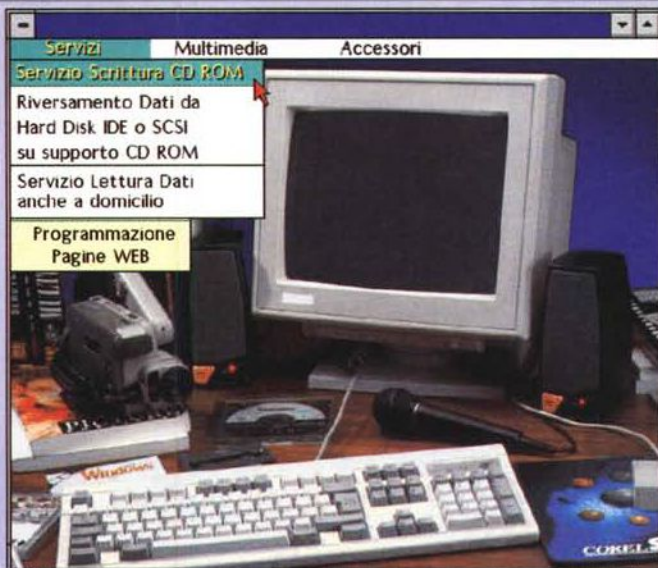 Servizi Multimedia Accessori
Servizio Scrittura CD ROM
Riversamento Dati da
Hard Disk IDE o SCSI
su supporto CD ROM
Servizio Lettura Dati
anche a domicilio
Programmazione
Pagine WEB
Windows